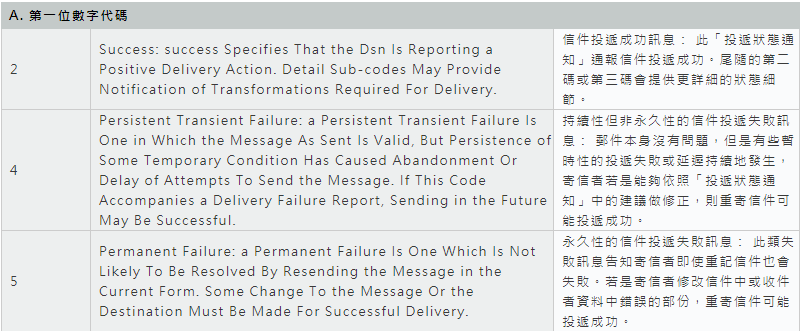 A. 第一位數字代碼
2
Success: success Specifies That the Dsn Is Reporting a
Positive Delivery Action. Detail Sub-codes May Provide
Notification of Transformations Required For Delivery.
信件投遞成功訊息： 此「投遞狀態通
知」通報信件投遞成功。尾隨的第二
碼或第三碼會提供更詳細的狀態細
節。
4
Persistent Transient Failure: a Persistent Transient Failure Is
One in Which the Message As Sent Is Valid, But Persistence of
Some Temporary Condition Has Caused Abandonment Or
Delay of Attempts To Send the Message. If This Code
Accompanies a Delivery Failure Report, Sending in the Future
May Be Successful.
持續性但非永久性的信件投遞失敗訊
息： 郵件本身沒有問題，但是有些暫
時性的投遞失敗或延遲持續地發生，
寄信者若是能夠依照「投遞狀態通
知」中的建議做修正，則重寄信件可
能投遞成功。
5
Permanent Failure: a Permanent Failure Is One Which Is Not
Likely To Be Resolved By Resending the Message in the
Current Form. Some Change To the Message Or the
Destination Must Be Made For Successful Delivery.
永久性的信件投遞失敗訊息： 此類失
敗訊息告知寄信者即使重記信件也會
失敗。若是寄信者修改信件中或收件
者資料中錯誤的部份，重寄信件可能
投遞成功。